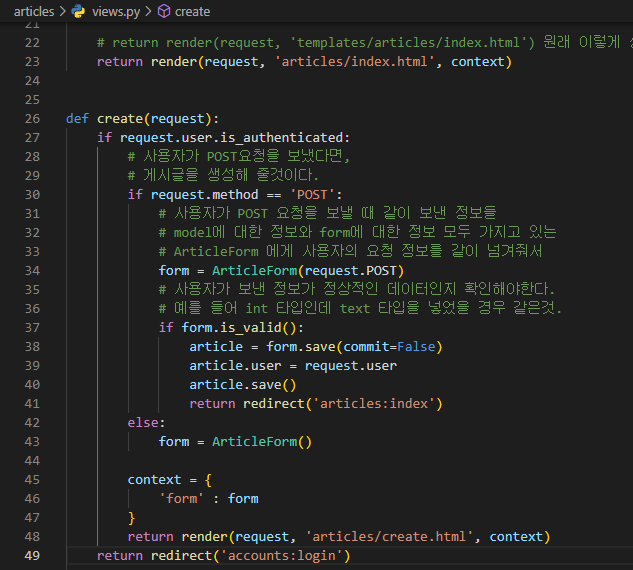 articles > views.py > create
21
22 # return render(request, 'templates/articles/index.html') 원래 이렇게
23 return render(request, 'articles/index.html', context)
24
25
26 def create(request):
27     if request.user.is_authenticated:
28         # 사용자가 POST요청을 보냈다면,
29         # 게시글을 생성해 줄것이다.
30         if request.method == 'POST':
31             # 사용자가 POST 요청을 보낼 때 같이 보낸 정보들
32             # model에 대한 정보와 form에 대한 정보 모두 가지고 있는
33             # ArticleForm 에게 사용자의 요청 정보를 같이 넘겨줘서
34             form = ArticleForm(request.POST)
35             # 사용자가 보낸 정보가 정상적인 데이터인지 확인해야한다.
36             # 예를 들어 int 타입인데 text 타입을 넣었을 경우 같은것.
37             if form.is_valid():
38                 article = form.save(commit=False)
39                 article.user = request.user
40                 article.save()
41                 return redirect('articles:index')
42         else:
43             form = ArticleForm()
44
45         context = {
46             'form' : form
47         }
48         return render(request, 'articles/create.html', context)
49     return redirect('accounts:login')